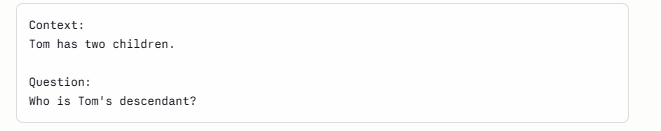 Context:
Tom has two children.
Question:
Who is Tom's descendant?